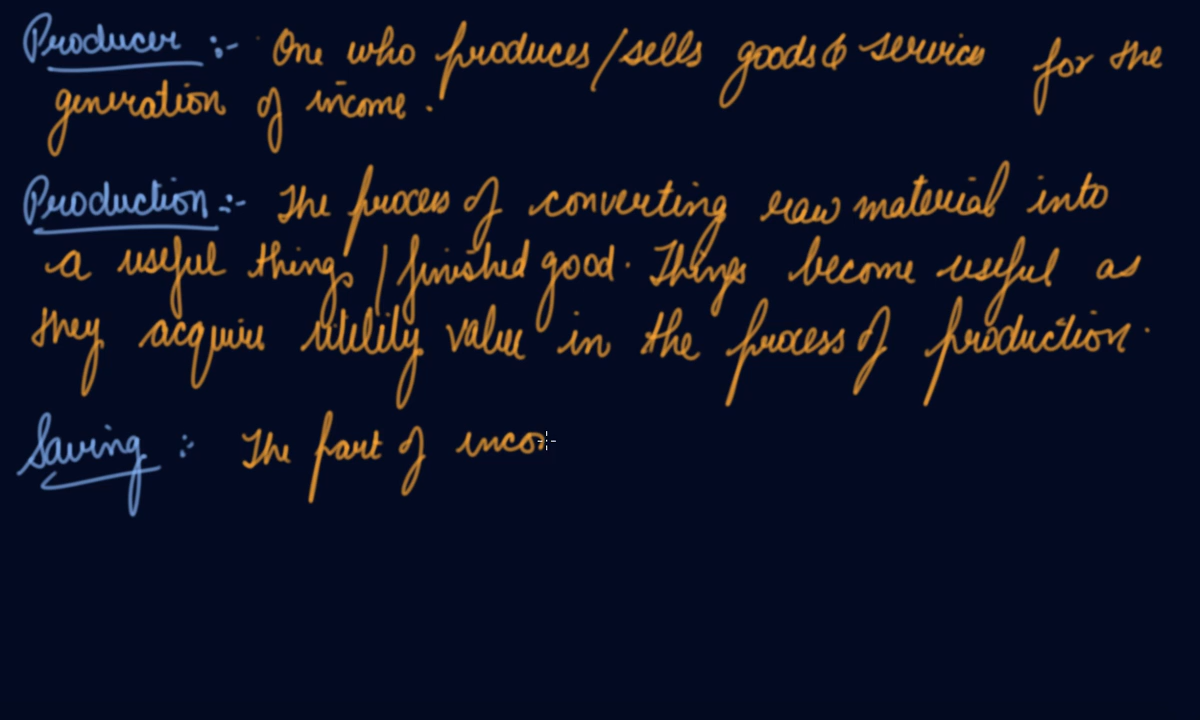 Producer :- One who produces/sells goods & services for the
generation of income.
Production :- The process of converting raw material into
a useful thing / finished good. Things become useful as
they acquire utility value in the process of production.
Saving :- The part of inco